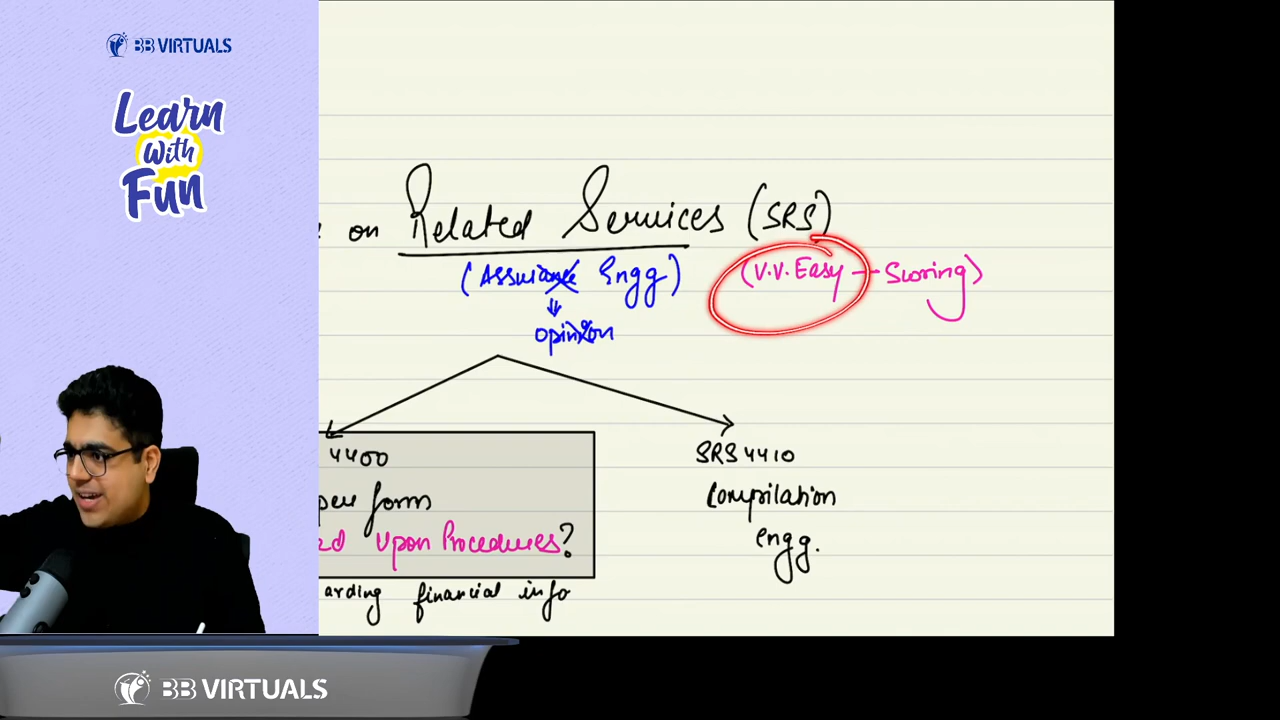 BB VIRTUALS
Learn
With
Fun
on Related Services (SRS)
(Assurance Engg) (V.V.Easy - Scoring)
opinion
4400
SRS 4410
per form
Compilation
Upon Procedures?
engg.
arding financial info
BB VIRTUALS